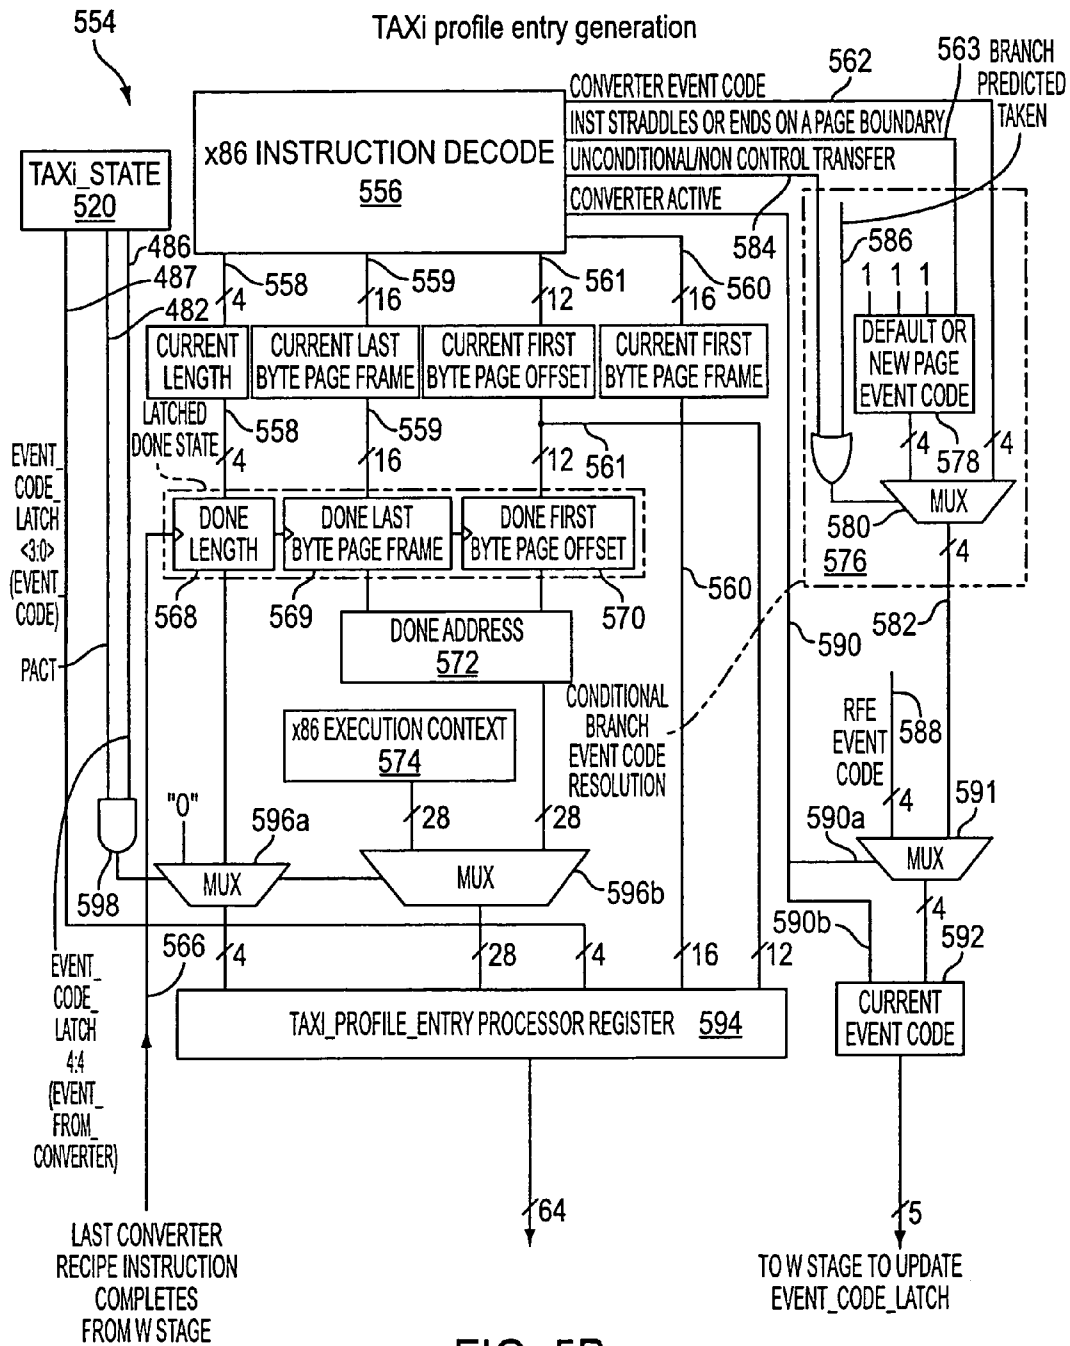 554
TAXi profile entry generation
563
BRANCH
PREDICTED
TAKEN
562
CONVERTER EVENT CODE
INST STRADDLES OR ENDS ON A PAGE BOUNDARY
UNCONDITIONAL/NON CONTROL TRANSFER
CONVERTER ACTIVE
x86 INSTRUCTION DECODE
556
TAXi_STATE
520
486
487
482
558
559
561
560
584
586
4
16
12
16
1 1 1
CURRENT
LENGTH
CURRENT LAST
BYTE PAGE FRAME
CURRENT FIRST
BYTE PAGE OFFSET
CURRENT FIRST
BYTE PAGE FRAME
DEFAULT OR
NEW PAGE
EVENT CODE
LATCHED
DONE STATE
558
559
561
4
16
12
4
578
4
EVENT_
CODE_
LATCH
<3:0>
(EVENT_
CODE)
DONE
LENGTH
DONE LAST
BYTE PAGE FRAME
DONE FIRST
BYTE PAGE OFFSET
MUX
580
576
4
568
569
570
560
582
590
DONE ADDRESS
572
PACT
CONDITIONAL
BRANCH
EVENT CODE
RESOLUTION
x86 EXECUTION CONTEXT
574
RFE
EVENT
CODE
588
4
"0"
596a
28
28
590a
591
598
MUX
MUX
596b
MUX
4
590b
592
566
4
28
4
16
12
EVENT_
CODE_
LATCH
4:4
(EVENT_
FROM_
CONVERTER)
TAXI_PROFILE_ENTRY PROCESSOR REGISTER 594
CURRENT
EVENT CODE
64
5
LAST CONVERTER
RECIPE INSTRUCTION
COMPLETES
FROM W STAGE
TO W STAGE TO UPDATE
EVENT_CODE_LATCH